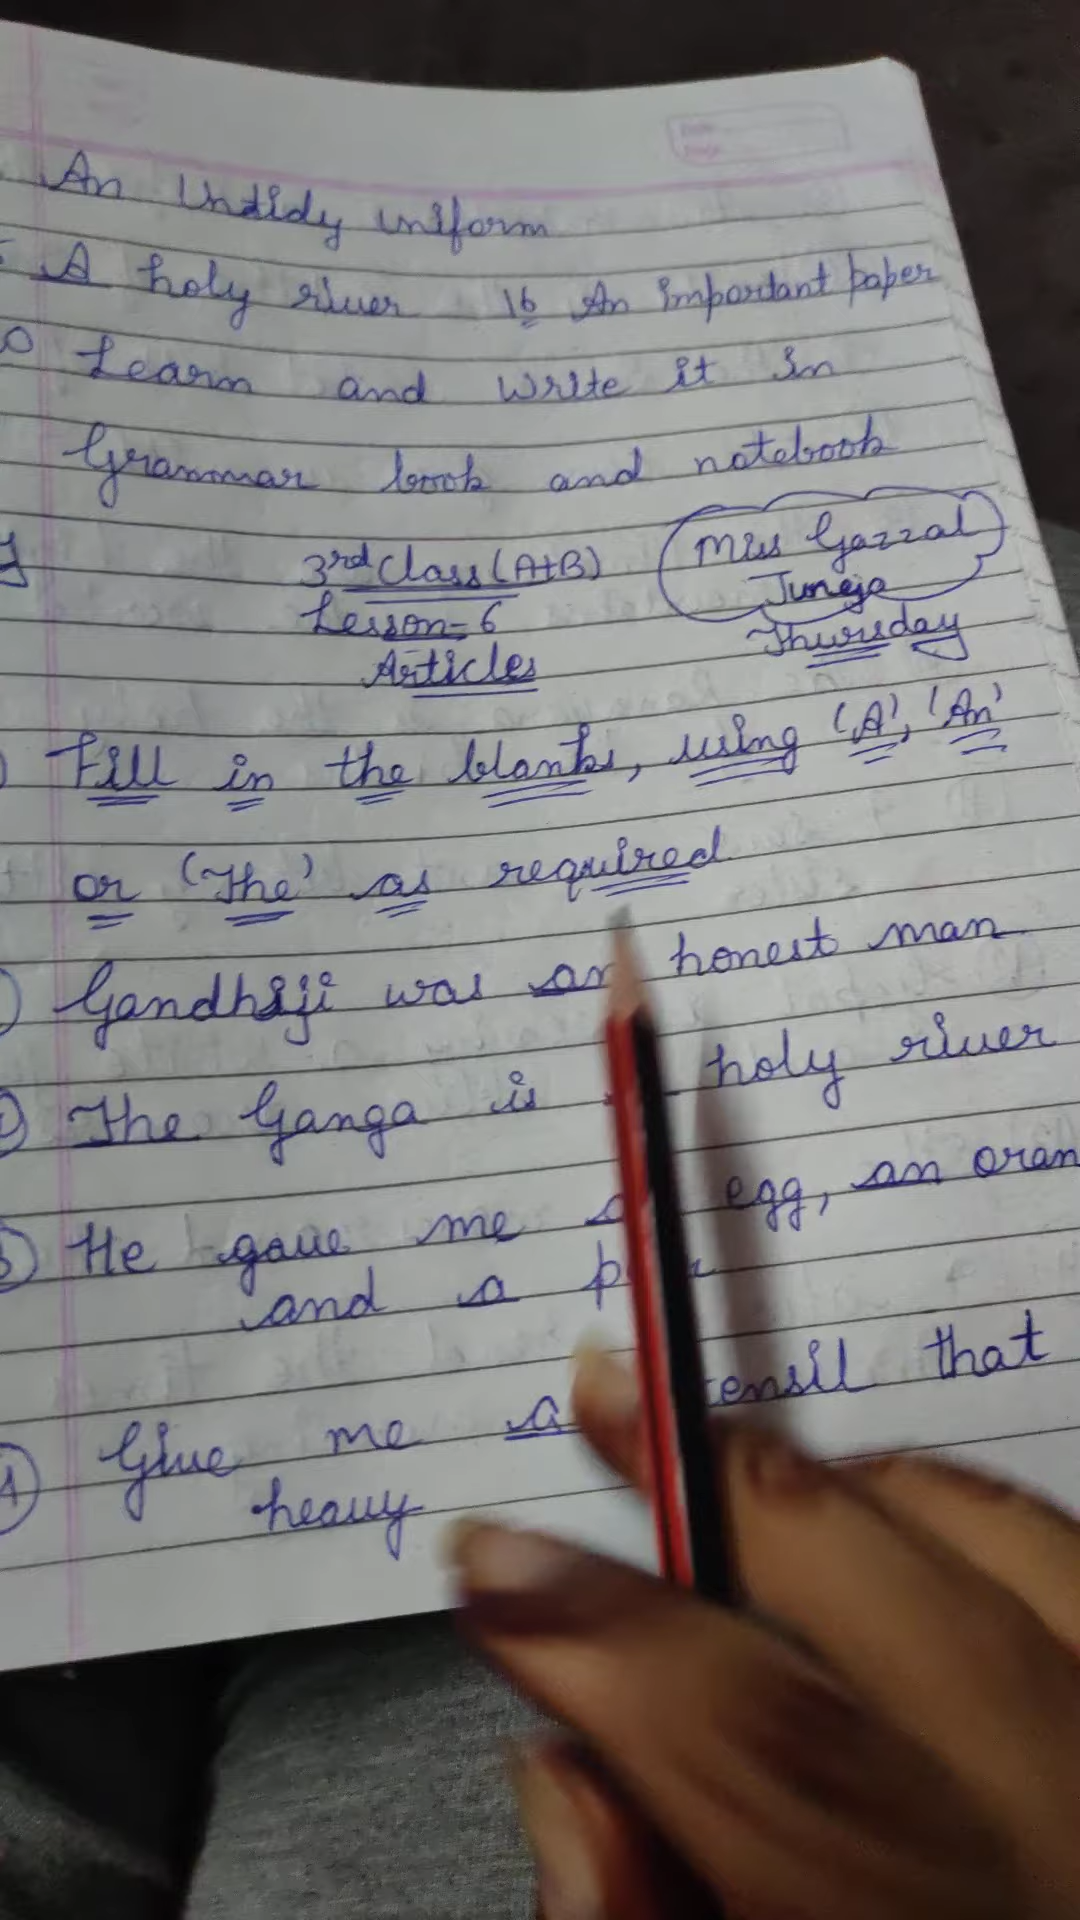 An Untidy uniform
A holy river 16 An important paper
Learn and write it in
Grammar book and notebook
3rd Class (A+B) Miss Gazzal
Juneja
Lesson-6 Thursday
Articles
Fill in the blanks, using 'A', 'An'
or 'The' as required
Gandhiji was an honest man
The Ganga is holy river
He gave me egg, an
and a
4 Give me a that
heavy